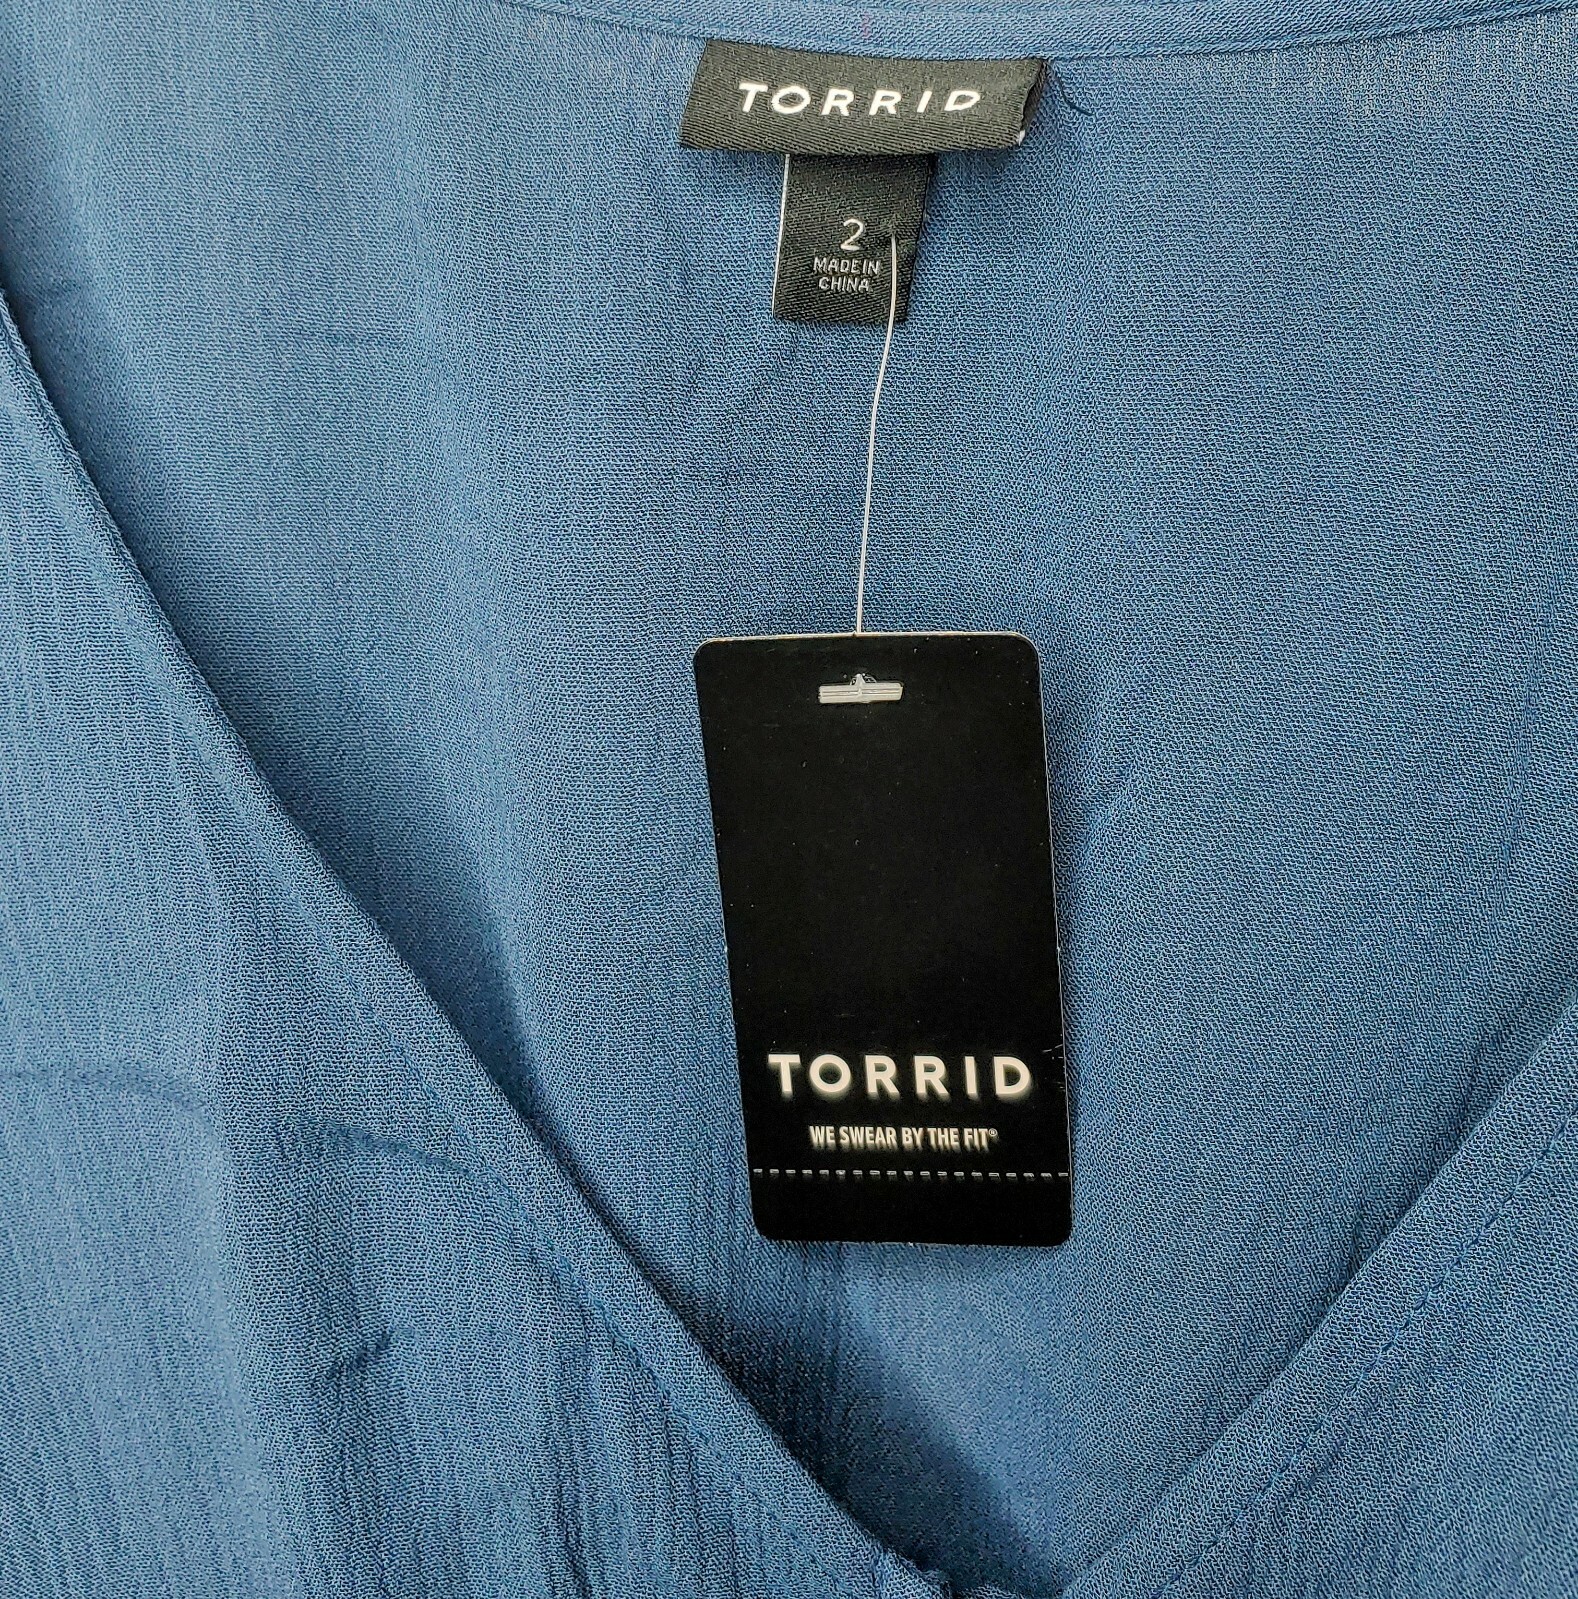 TORRID
2
MADE IN
CHINA
TORRID
WE SWEAR BY THE FIT®